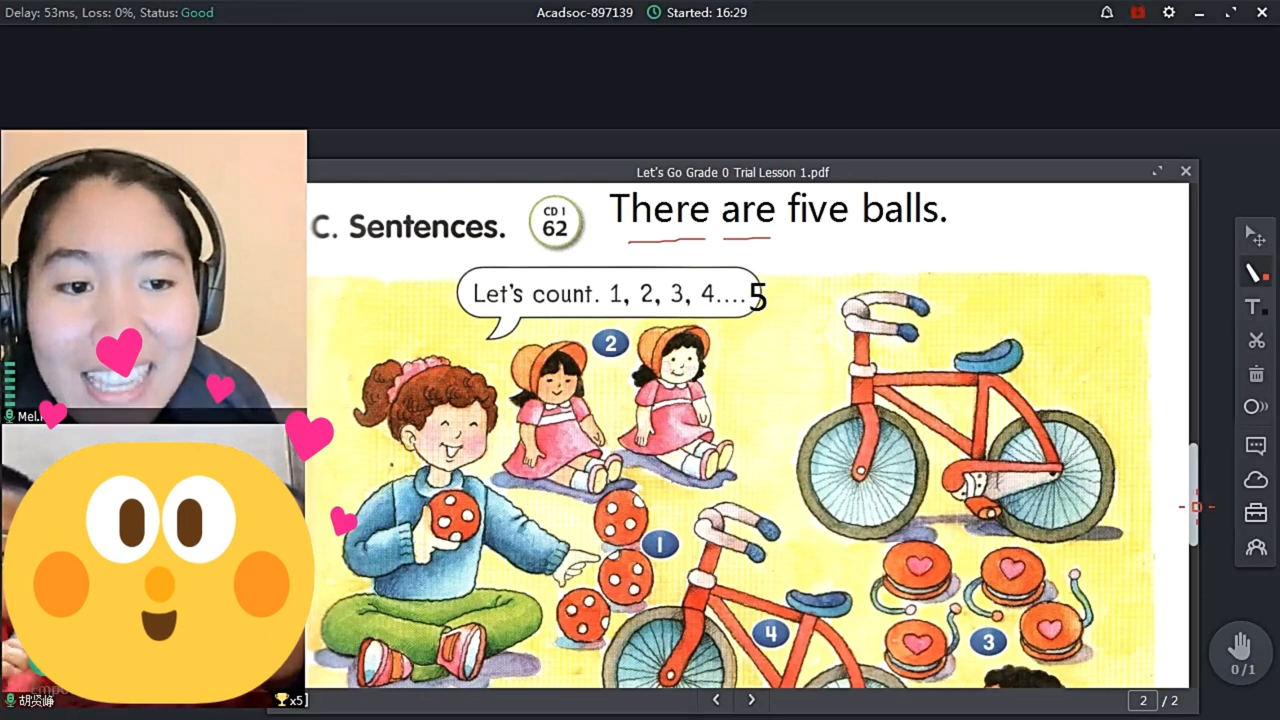 Delay: 53ms, Loss: 0%, Status: Good
Acadsoc-897139 Started: 16:29
Let's Go Grade 0 Trial Lesson 1.pdf
C. Sentences.
CD 1
62
There are five balls.
Let's count. 1, 2, 3, 4....5
2
1
4
3
T
Mel.
胡贤峥
x5
2 / 2
0/1